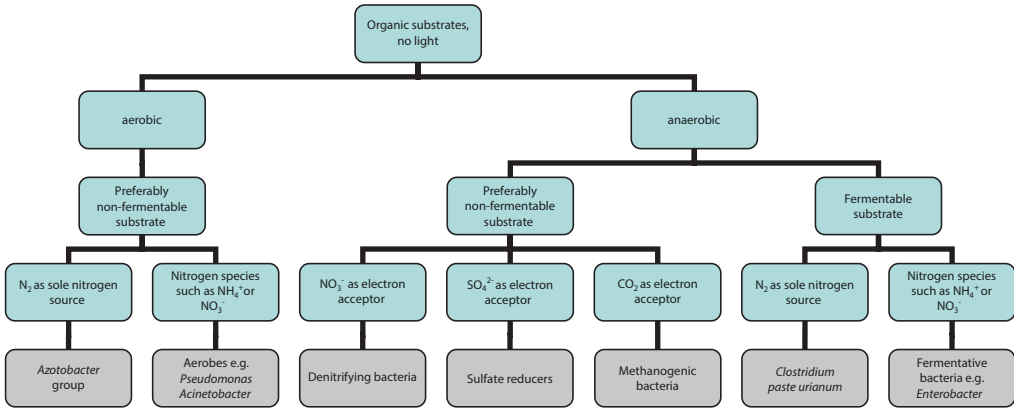 Organic substrates,
no light
aerobic
anaerobic
Preferably
non-fermentable
substrate
Preferably
non-fermentable
substrate
Fermentable
substrate
N₂ as sole nitrogen
source
Nitrogen species
such as NH₄⁺ or
NO₃⁻
NO₃⁻ as electron
acceptor
SO₄²⁻ as electron
acceptor
CO₂ as electron
acceptor
N₂ as sole nitrogen
source
Nitrogen species
such as NH₄⁺ or
NO₃⁻
Azotobacter
group
Aerobes e.g.
Pseudomonas
Acinetobacter
Denitrifying bacteria
Sulfate reducers
Methanogenic
bacteria
Clostridium
paste urianum
Fermentative
bacteria e.g.
Enterobacter